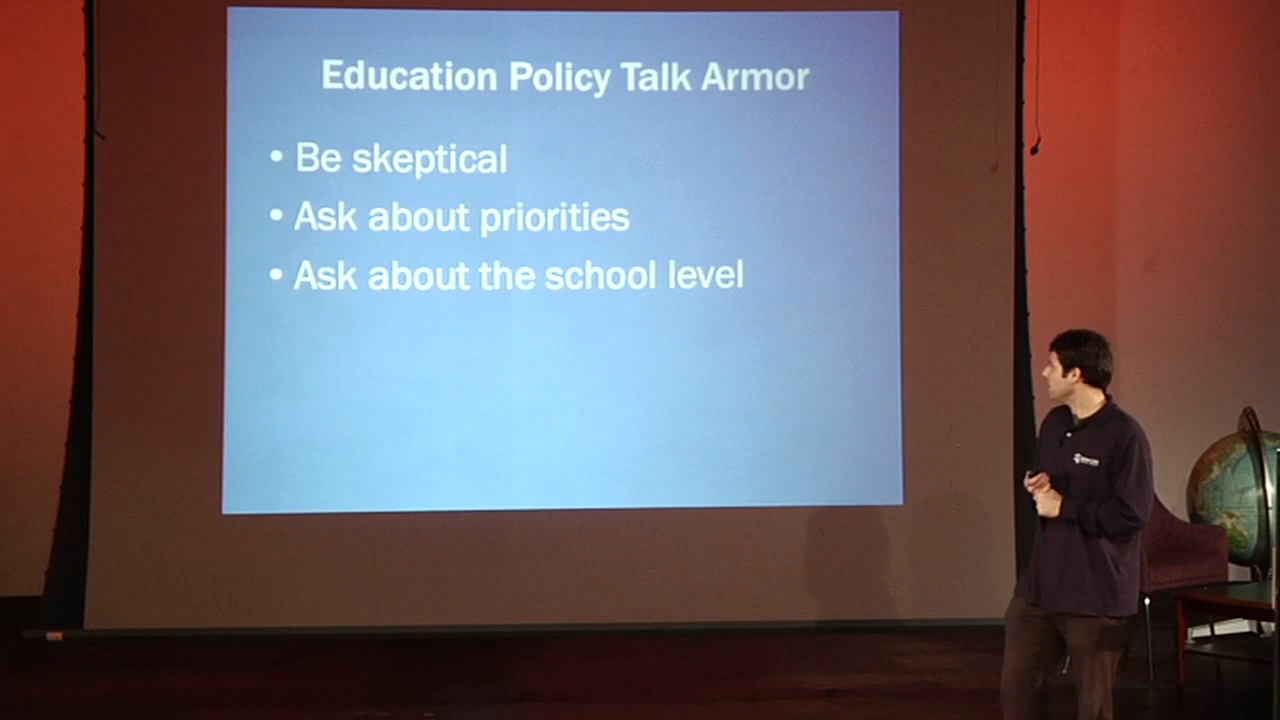 Education Policy Talk Armor
• Be skeptical
• Ask about priorities
• Ask about the school level